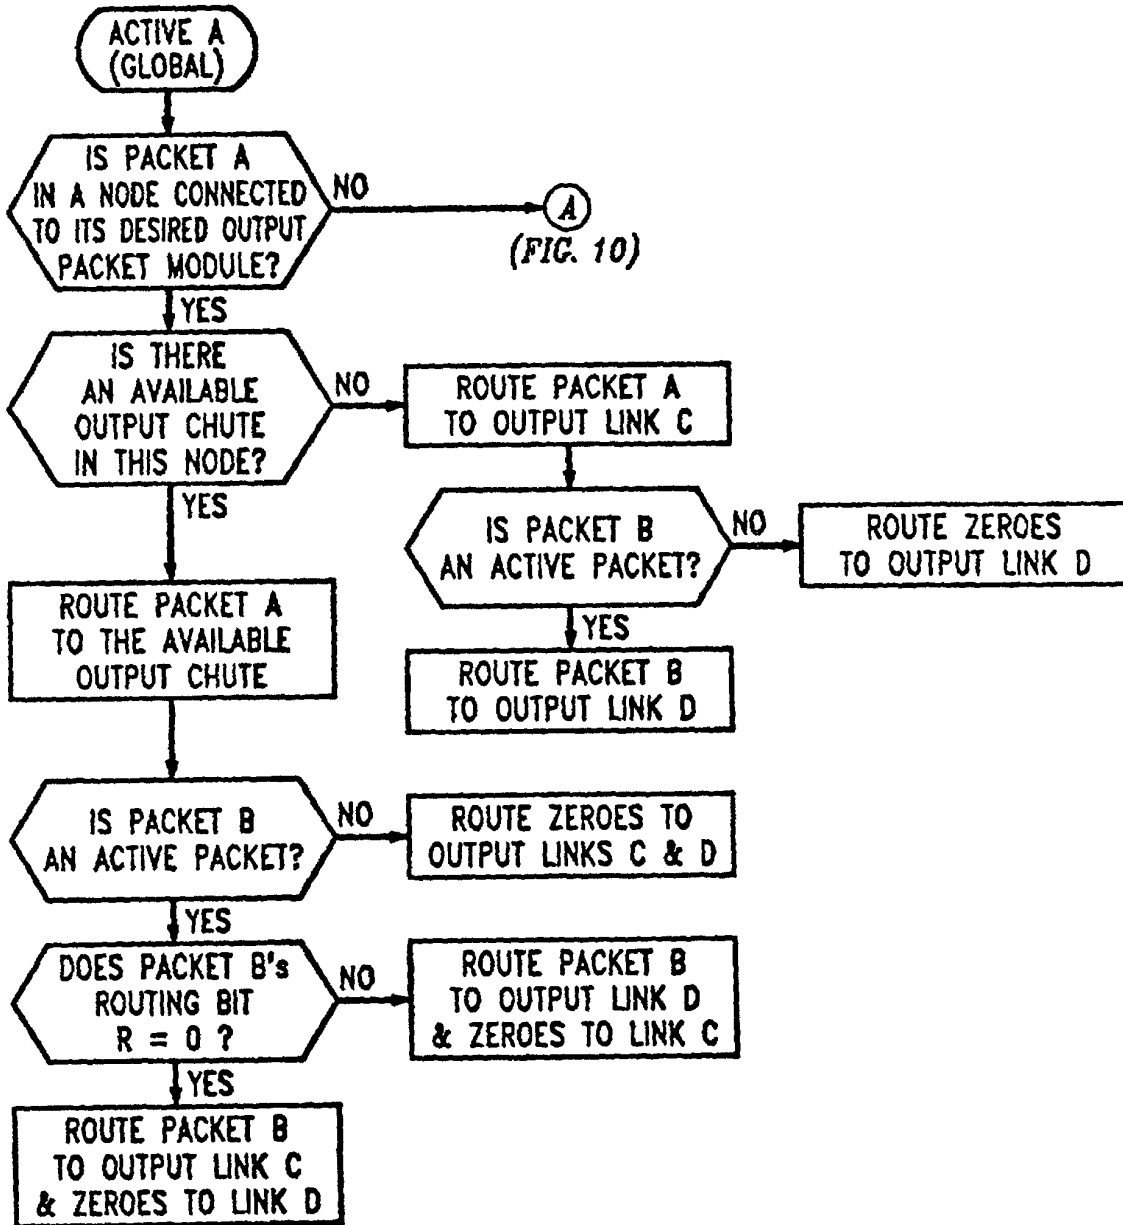 ACTIVE A
(GLOBAL)
IS PACKET A
IN A NODE CONNECTED
TO ITS DESIRED OUTPUT
PACKET MODULE?
NO
A
(FIG. 10)
YES
IS THERE
AN AVAILABLE
OUTPUT CHUTE
IN THIS NODE?
NO
ROUTE PACKET A
TO OUTPUT LINK C
YES
IS PACKET B
AN ACTIVE PACKET?
NO
ROUTE ZEROES
TO OUTPUT LINK D
YES
ROUTE PACKET B
TO OUTPUT LINK D
ROUTE PACKET A
TO THE AVAILABLE
OUTPUT CHUTE
IS PACKET B
AN ACTIVE PACKET?
NO
ROUTE ZEROES TO
OUTPUT LINKS C & D
YES
DOES PACKET B's
ROUTING BIT
R = 0 ?
NO
ROUTE PACKET B
TO OUTPUT LINK D
& ZEROES TO LINK C
YES
ROUTE PACKET B
TO OUTPUT LINK C
& ZEROES TO LINK D